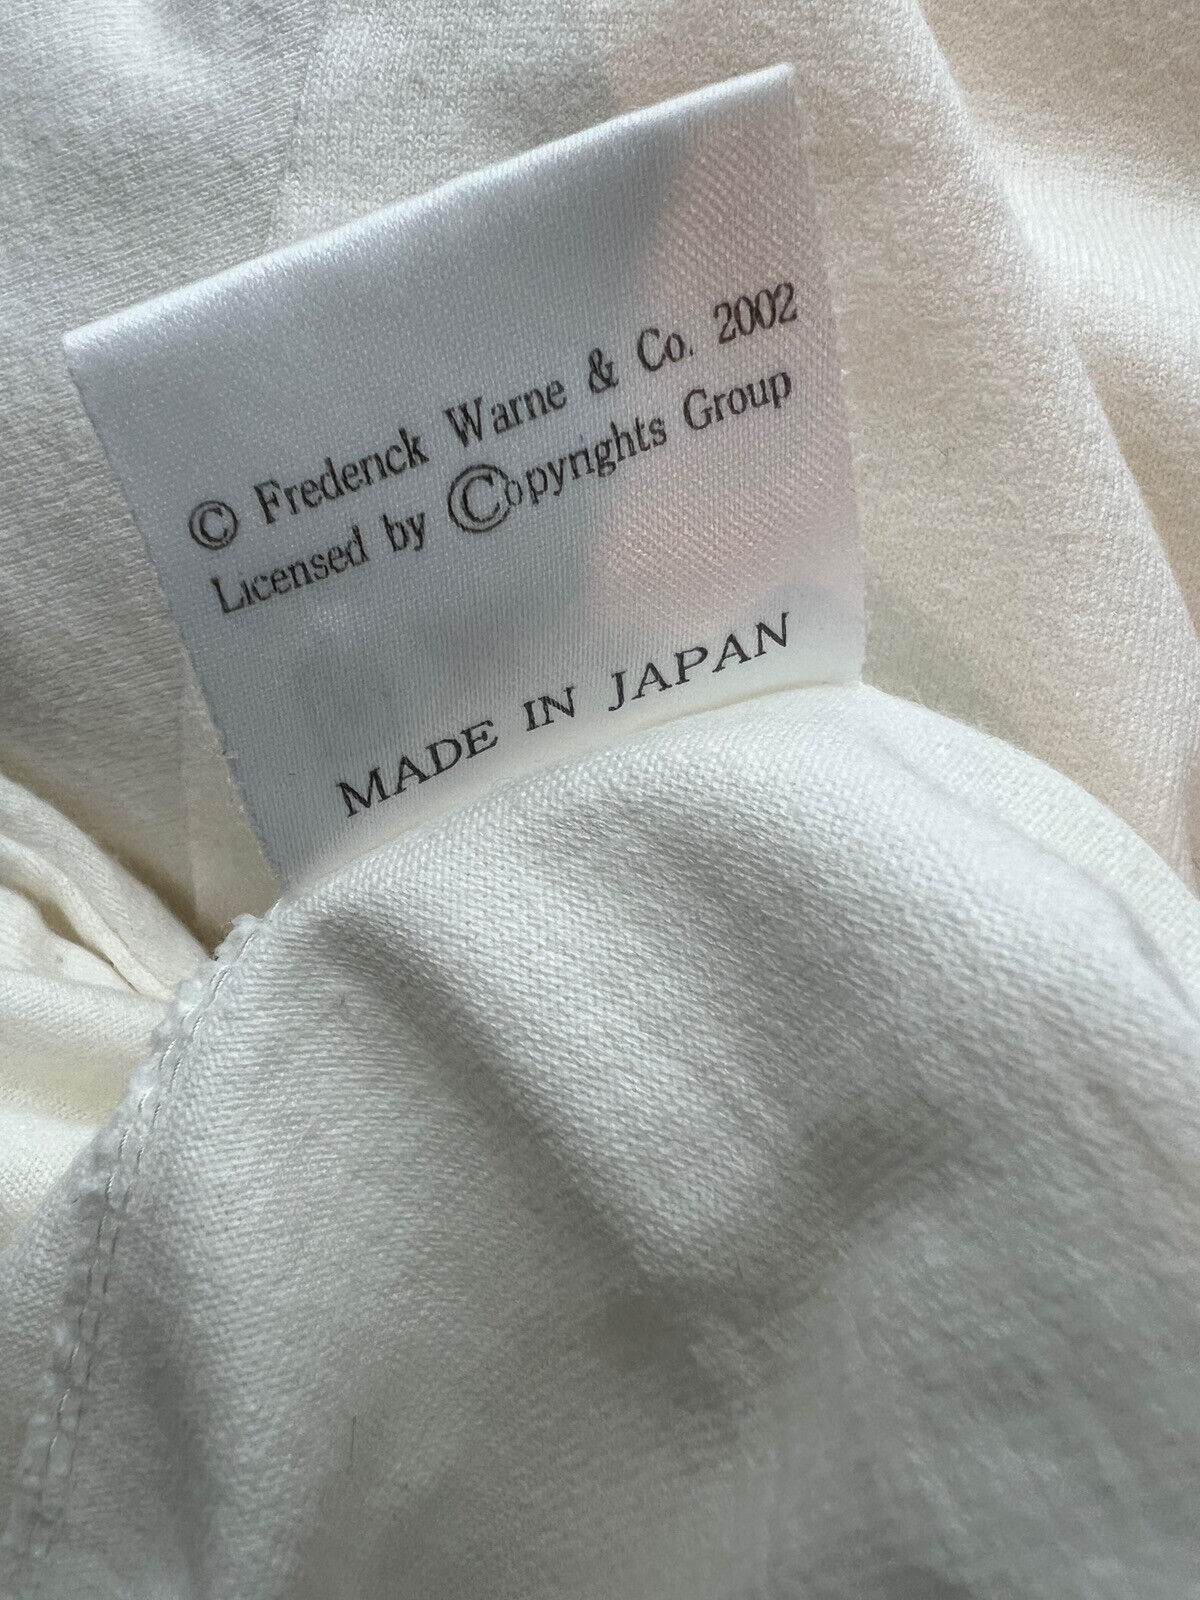 © Frederick Warne & Co. 2002
Licensed by ©opyrights Group
MADE IN JAPAN